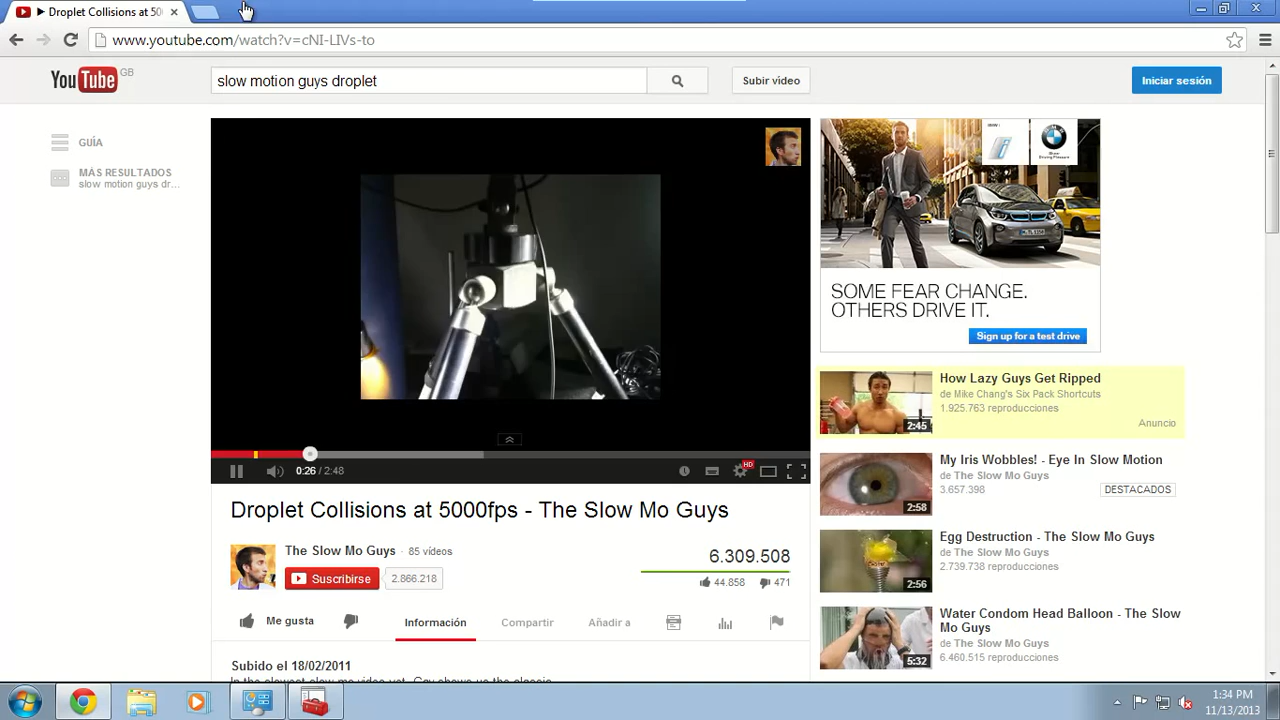 Droplet Collisions at 50
www.youtube.com/watch?v=cNI-LIVs-to
YouTube GB
slow motion guys droplet
Subir vídeo
Iniciar sesión
GUÍA
MÁS RESULTADOS
slow motion guys dr...
SOME FEAR CHANGE.
OTHERS DRIVE IT.
Sign up for a test drive
How Lazy Guys Get Ripped
de Mike Chang's Six Pack Shortcuts
1.925.763 reproducciones
2:45
Anuncio
My Iris Wobbles! - Eye In Slow Motion
de The Slow Mo Guys
3.657.398
DESTACADOS
2:58
Egg Destruction - The Slow Mo Guys
de The Slow Mo Guys
2.739.738 reproducciones
2:56
Water Condom Head Balloon - The Slow
Mo Guys
de The Slow Mo Guys
6.460.515 reproducciones
5:32
0:26 / 2:48
HD
Droplet Collisions at 5000fps - The Slow Mo Guys
The Slow Mo Guys · 85 vídeos
Suscribirse
2.866.218
6.309.508
44.858
471
Me gusta
Información
Compartir
Añadir a
Subido el 18/02/2011
1:34 PM
11/13/2013